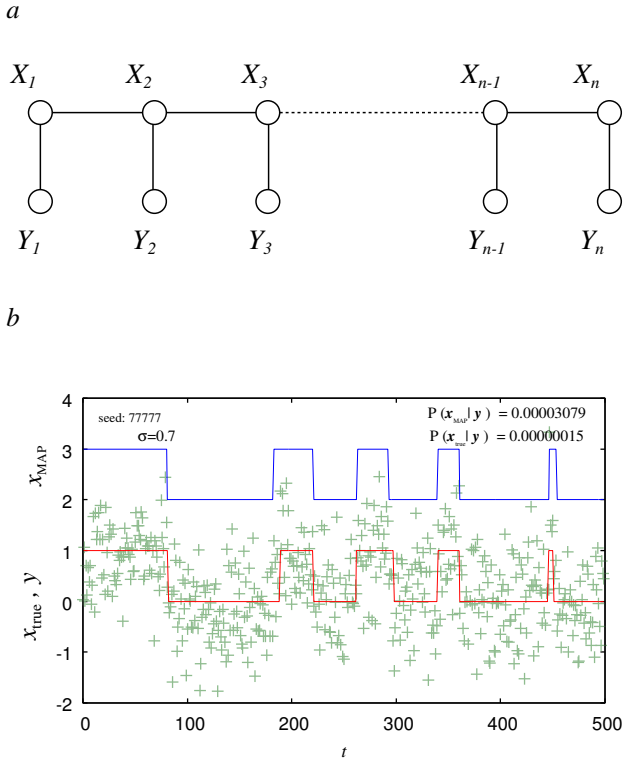 a
X1 X2 X3 Xn-1 Xn
Y1 Y2 Y3 Yn-1 Yn
b
4
seed: 77777
P(xMAP|y) = 0.00003079
σ=0.7
P(xtrue|y) = 0.00000015
3
xMAP
2
1
xtrue , y
0
-1
-2
0 100 200 300 400 500
t